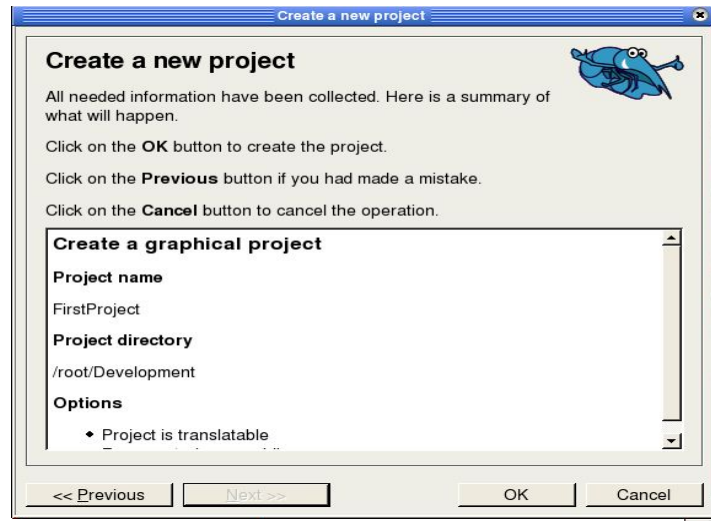 Create a new project
Create a new project
All needed information have been collected. Here is a summary of
what will happen.
Click on the OK button to create the project.
Click on the Previous button if you had made a mistake.
Click on the Cancel button to cancel the operation.
Create a graphical project
Project name
FirstProject
Project directory
/root/Development
Options
Project is translatable
<< Previous
Next >>
OK
Cancel